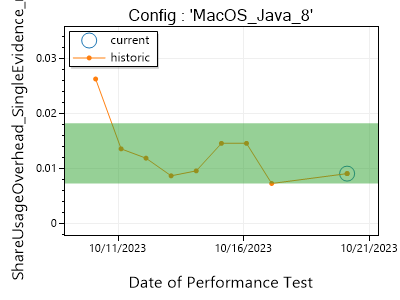 Config : 'MacOS_Java_8'
current
historic
0.03
0.02
0.01
0
10/11/2023
10/16/2023
10/21/2023
Date of Performance Test